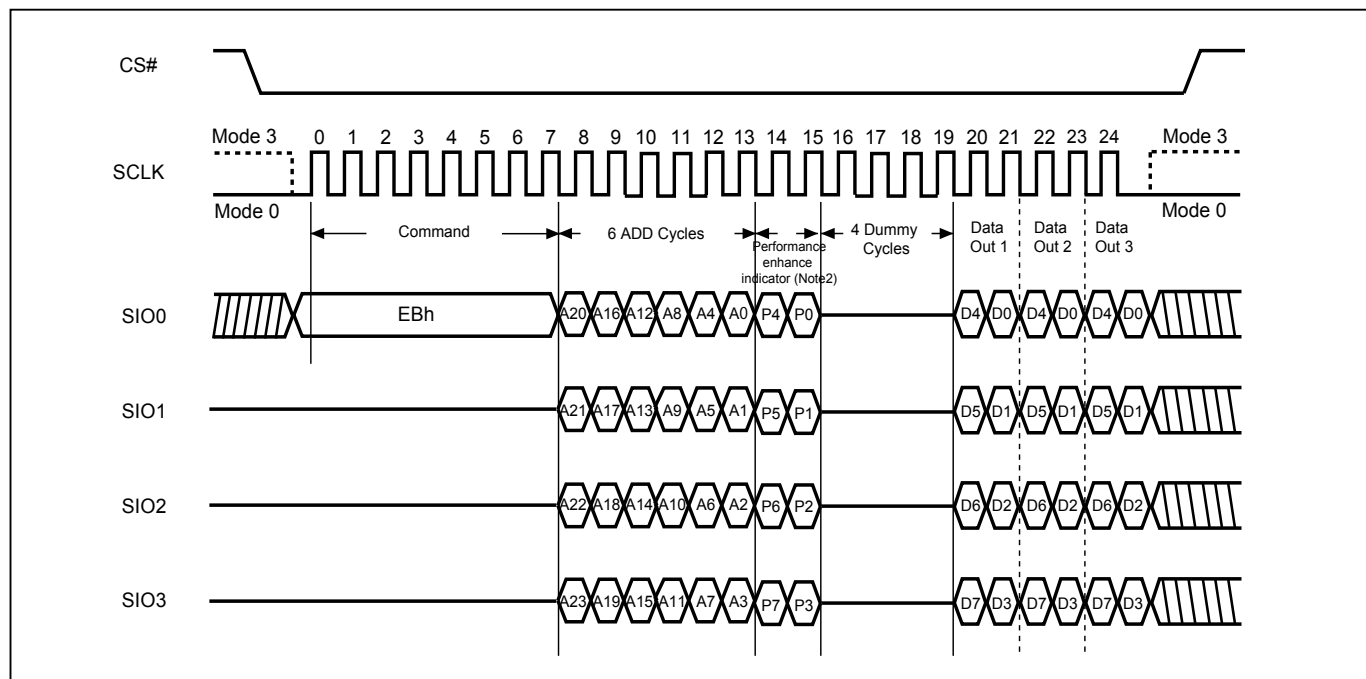 CS#
Mode 3 0 1 2 3 4 5 6 7 8 9 10 11 12 13 14 15 16 17 18 19 20 21 22 23 24 Mode 3
SCLK
Mode 0 Mode 0
Command 6 ADD Cycles Performance enhance indicator (Note2) 4 Dummy Cycles Data Out 1 Data Out 2 Data Out 3
SIO0 EBh A20 A16 A12 A8 A4 A0 P4 P0 D4 D0 D4 D0 D4 D0
SIO1 A21 A17 A13 A9 A5 A1 P5 P1 D5 D1 D5 D1 D5 D1
SIO2 A22 A18 A14 A10 A6 A2 P6 P2 D6 D2 D6 D2 D6 D2
SIO3 A23 A19 A15 A11 A7 A3 P7 P3 D7 D3 D7 D3 D7 D3